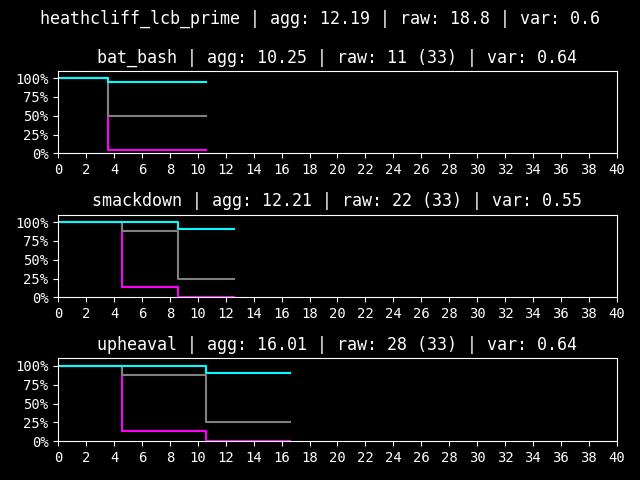 heathcliff_lcb_prime | agg: 12.19 | raw: 18.8 | var: 0.6
bat_bash | agg: 10.25 | raw: 11 (33) | var: 0.64
100%
75%
50%
25%
0%
0 2 4 6 8 10 12 14 16 18 20 22 24 26 28 30 32 34 36 38 40
smackdown | agg: 12.21 | raw: 22 (33) | var: 0.55
100%
75%
50%
25%
0%
0 2 4 6 8 10 12 14 16 18 20 22 24 26 28 30 32 34 36 38 40
upheaval | agg: 16.01 | raw: 28 (33) | var: 0.64
100%
75%
50%
25%
0%
0 2 4 6 8 10 12 14 16 18 20 22 24 26 28 30 32 34 36 38 40